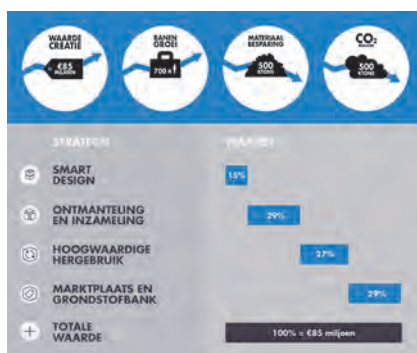 WAARDE
CREATIE
€85
MILJOEN
BANEN
GROEI
700 X
MATERIAAL
BESPARING
500
KTONS
CO₂
500
KTONS
STRATEGIE
WAARDE
SMART
DESIGN
15%
ONTMANTELING
EN INZAMELING
29%
HOOGWAARDIGE
HERGEBRUIK
27%
MARKTPLAATS EN
GRONDSTOFBANK
29%
TOTALE
WAARDE
100% = €85 miljoen